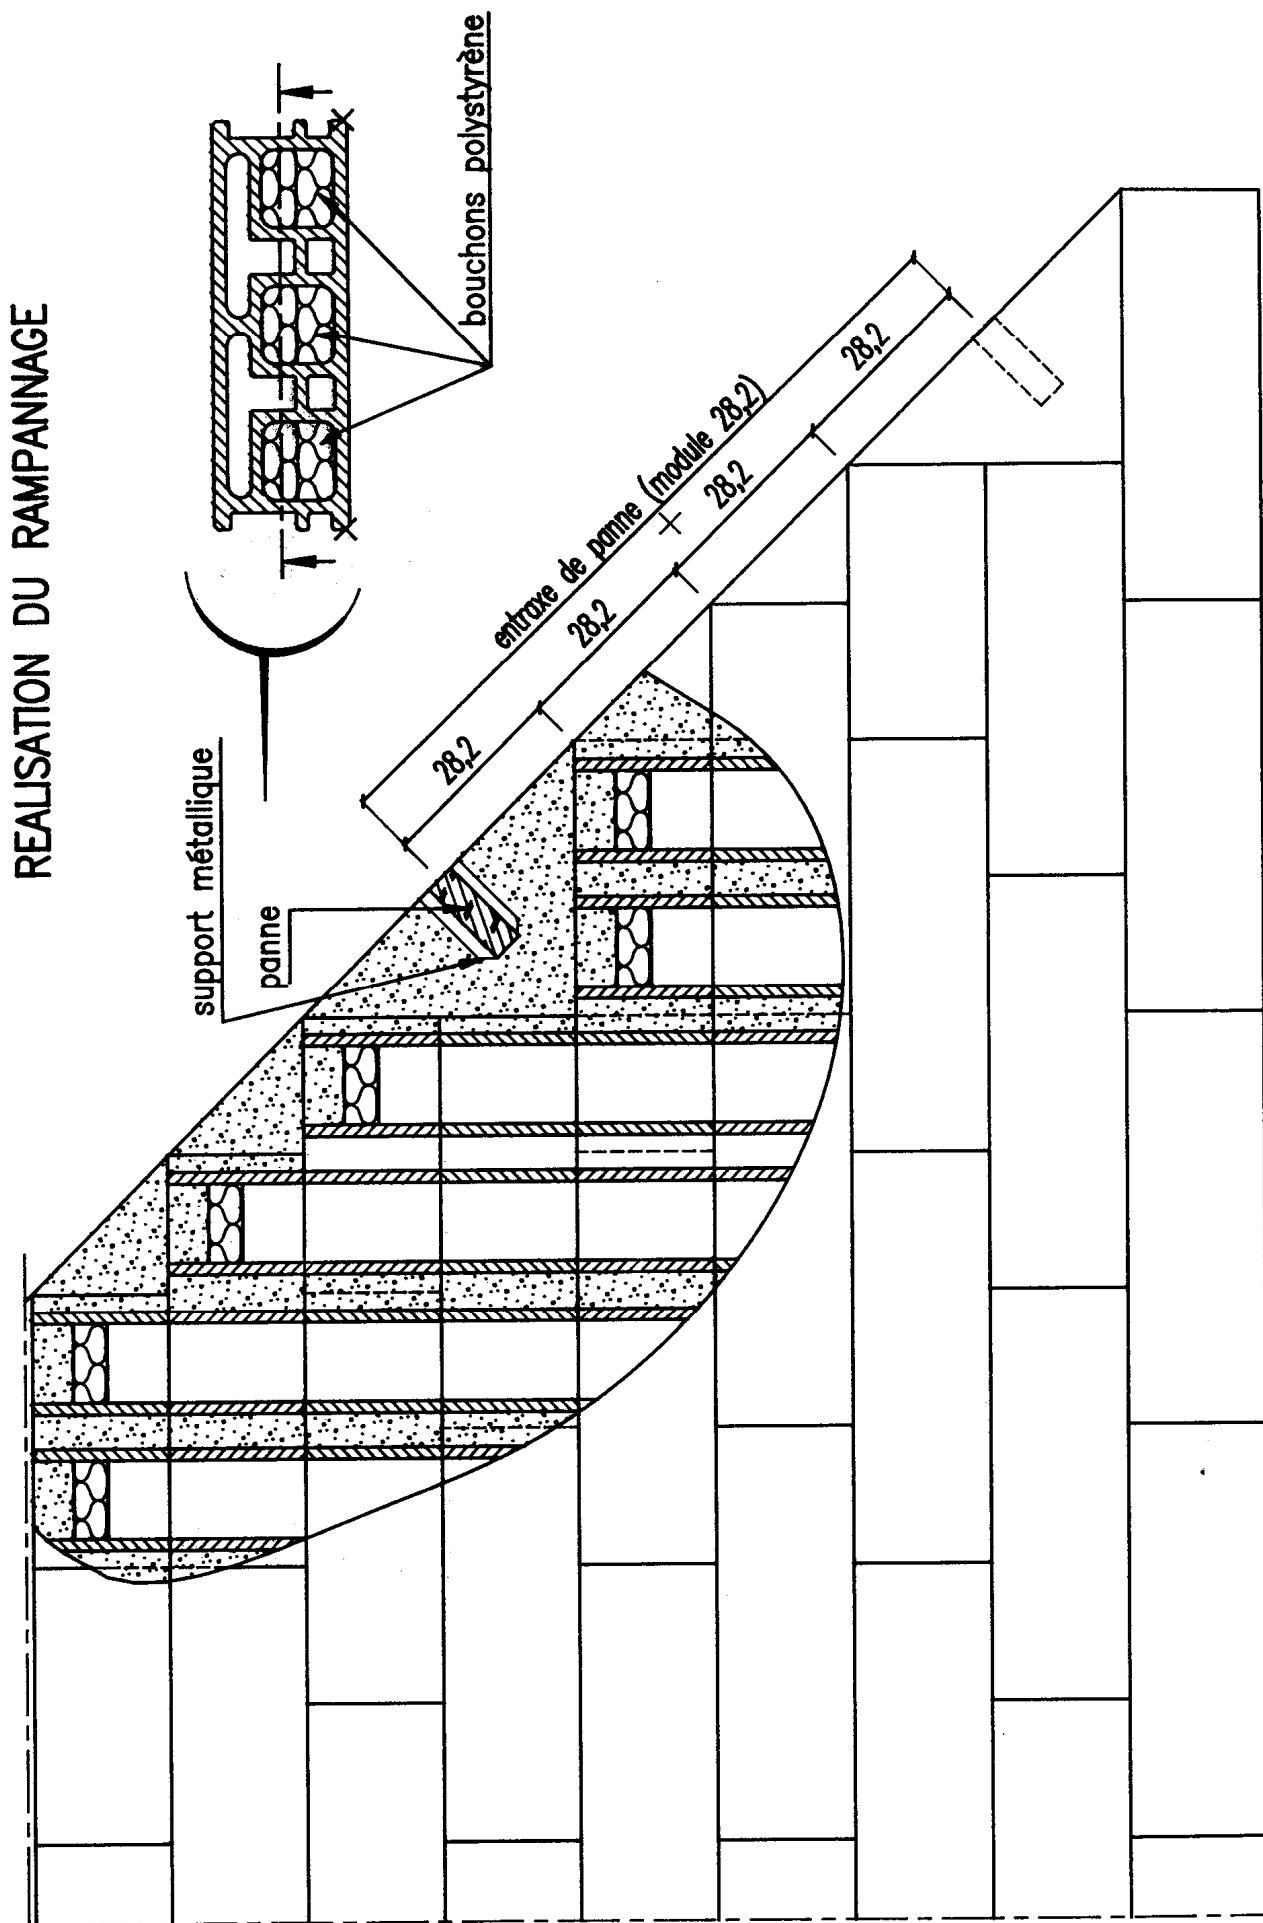 REALISATION DU RAMPANNAGE
bouchons polystyrène
support métallique
panne
entraxe de panne (module 28,2)
28,2
28,2
28,2
28,2